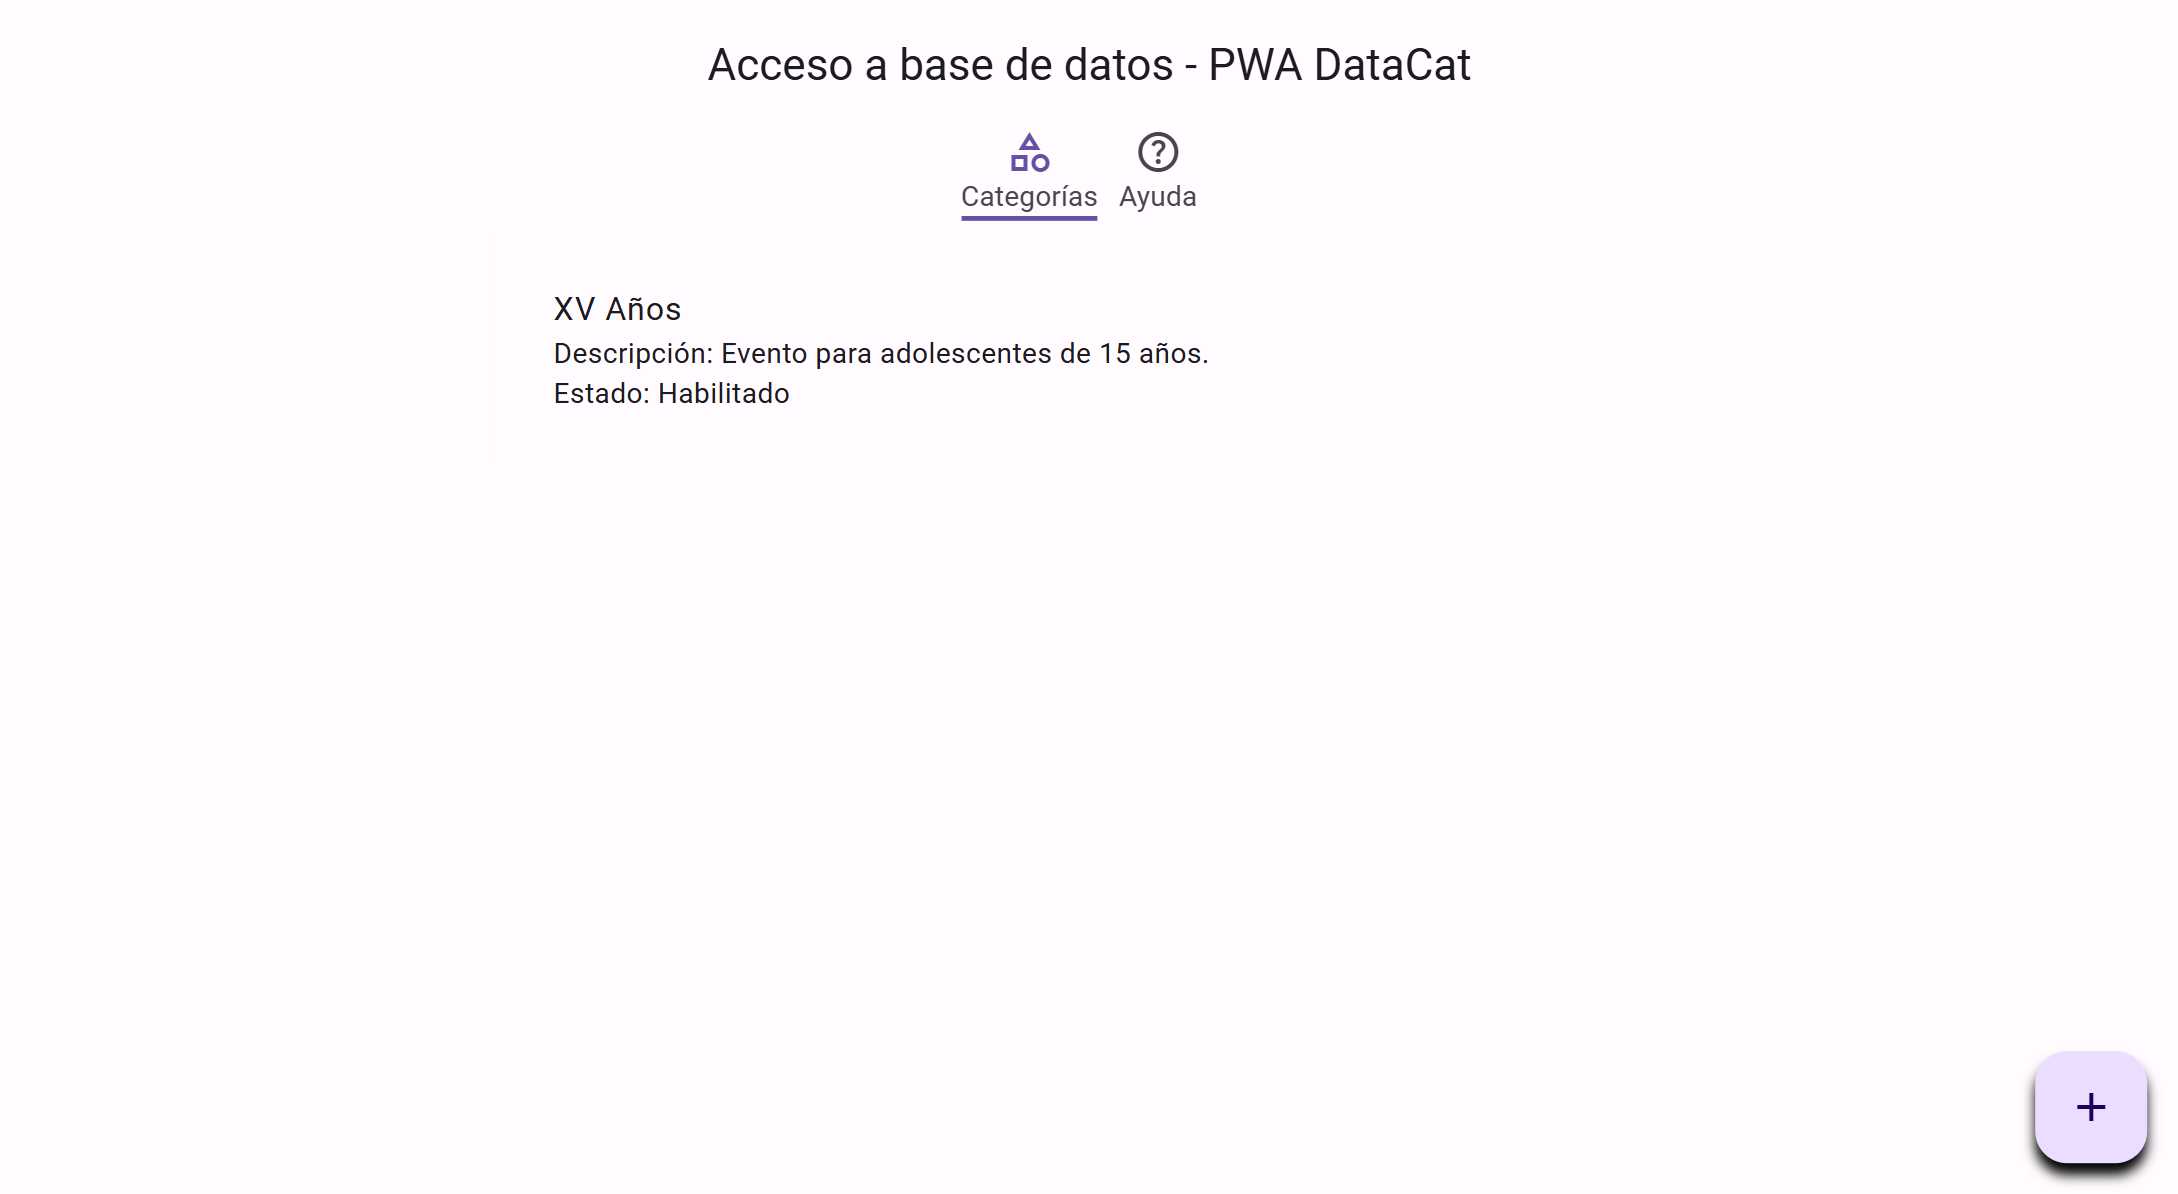 Acceso a base de datos - PWA DataCat
Categorías Ayuda
XV Años
Descripción: Evento para adolescentes de 15 años.
Estado: Habilitado
+